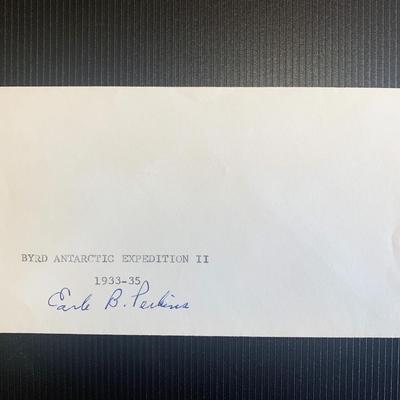 BYRD ANTARCTIC EXPEDITION II
1933-35
Earle B. Perkins